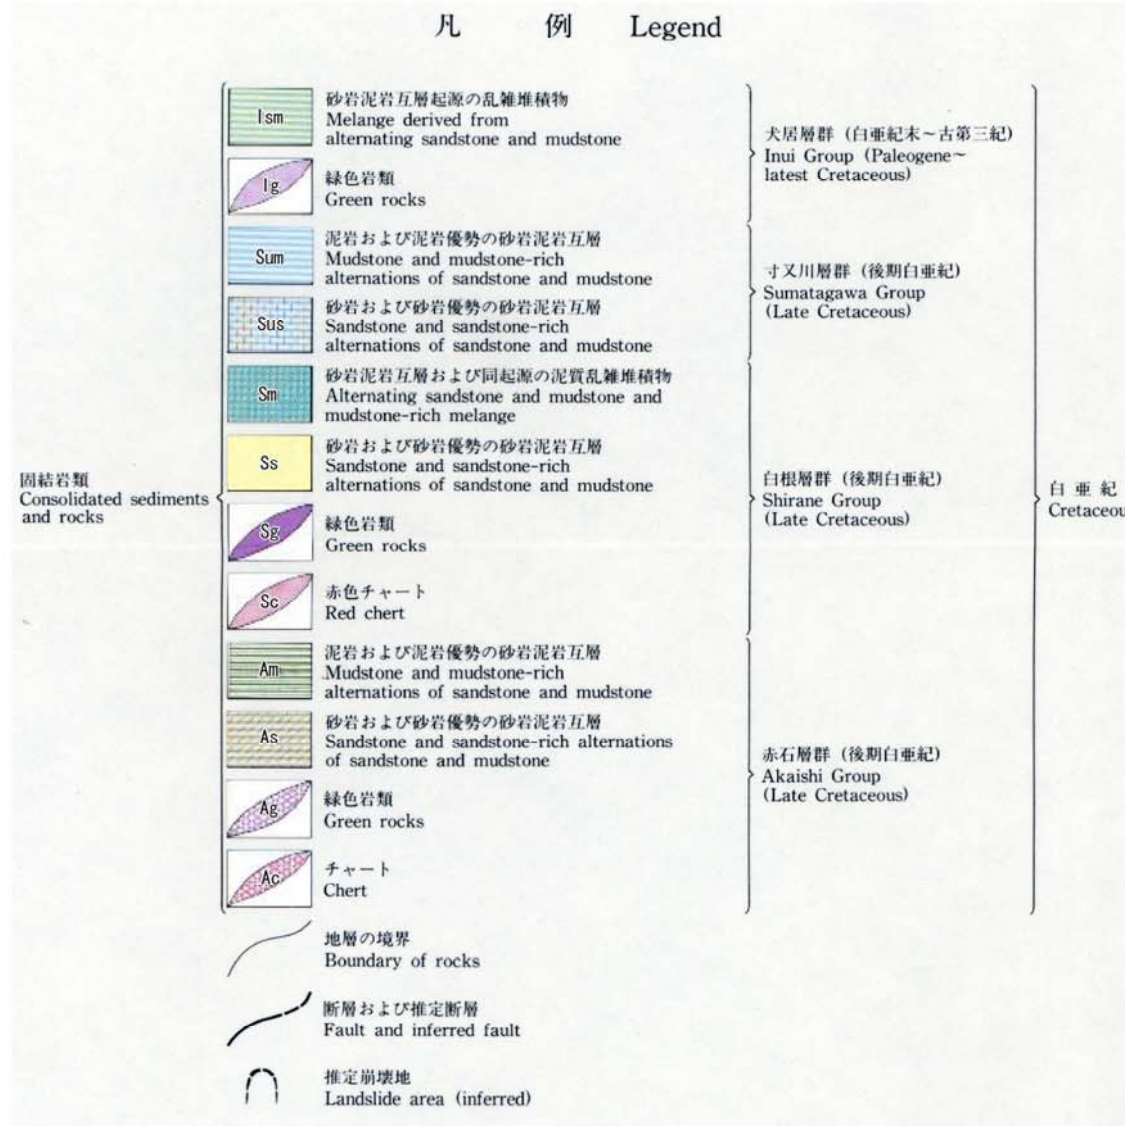 凡 例 Legend
Ism
砂岩泥岩互層起源の乱雑堆積物
Melange derived from
alternating sandstone and mudstone
Ig
緑色岩類
Green rocks
犬居層群 (白亜紀末~古第三紀)
Inui Group (Paleogene~
latest Cretaceous)
Sum
泥岩および泥岩優勢の砂岩泥岩互層
Mudstone and mudstone-rich
alternations of sandstone and mudstone
Sus
砂岩および砂岩優勢の砂岩泥岩互層
Sandstone and sandstone-rich
alternations of sandstone and mudstone
寸又川層群 (後期白亜紀)
Sumatagawa Group
(Late Cretaceous)
Sm
砂岩泥岩互層および同起源の泥質乱雑堆積物
Alternating sandstone and mudstone and
mudstone-rich melange
Ss
砂岩および砂岩優勢の砂岩泥岩互層
Sandstone and sandstone-rich
alternations of sandstone and mudstone
Sg
緑色岩類
Green rocks
Sc
赤色チャート
Red chert
白根層群 (後期白亜紀)
Shirane Group
(Late Cretaceous)
Am
泥岩および泥岩優勢の砂岩泥岩互層
Mudstone and mudstone-rich
alternations of sandstone and mudstone
As
砂岩および砂岩優勢の砂岩泥岩互層
Sandstone and sandstone-rich alternations
of sandstone and mudstone
Ag
緑色岩類
Green rocks
Ac
チャート
Chert
赤石層群 (後期白亜紀)
Akaishi Group
(Late Cretaceous)
固結岩類
Consolidated sediments
and rocks
白亜紀
Cretaceou
地層の境界
Boundary of rocks
断層および推定断層
Fault and inferred fault
推定崩壊地
Landslide area (inferred)